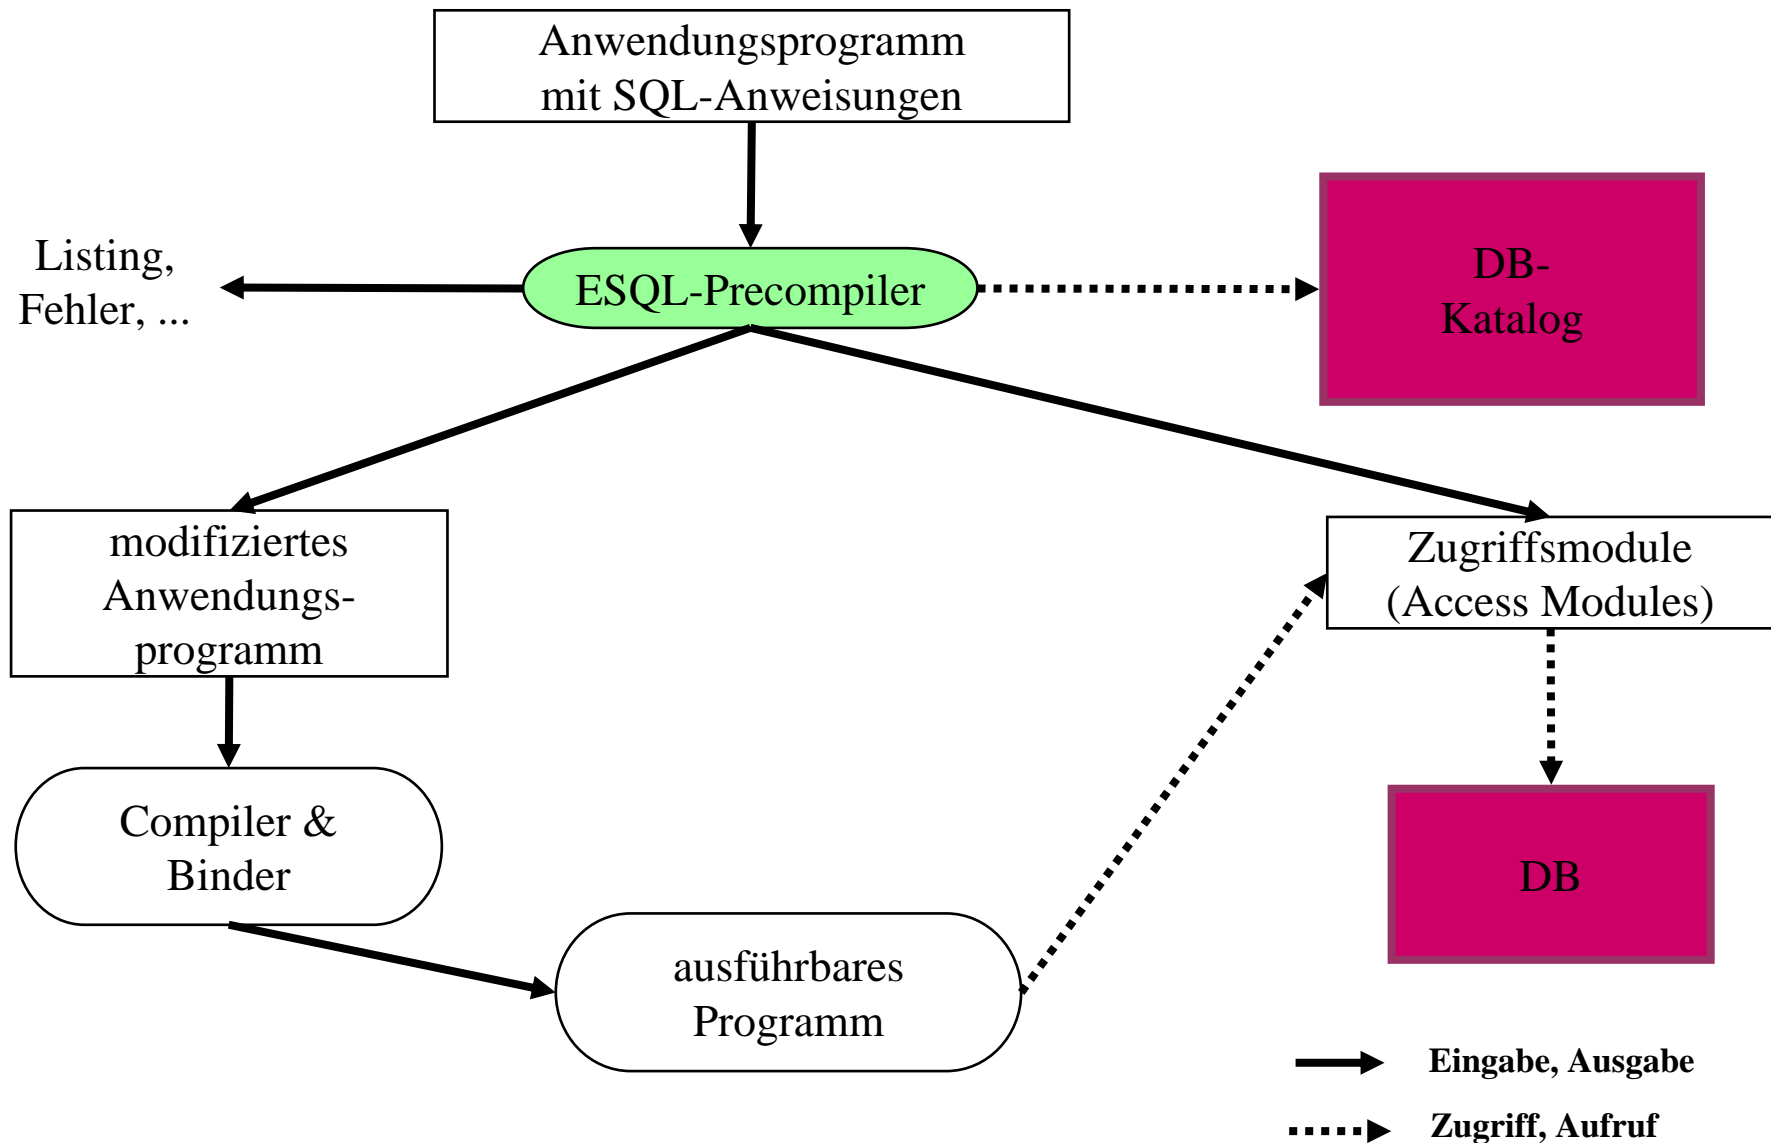 Anwendungsprogramm
mit SQL-Anweisungen
Listing,
Fehler, ...
ESQL-Precompiler
DB-
Katalog
modifiziertes
Anwendungs-
programm
Zugriffsmodule
(Access Modules)
Compiler &
Binder
DB
ausführbares
Programm
Eingabe, Ausgabe
Zugriff, Aufruf